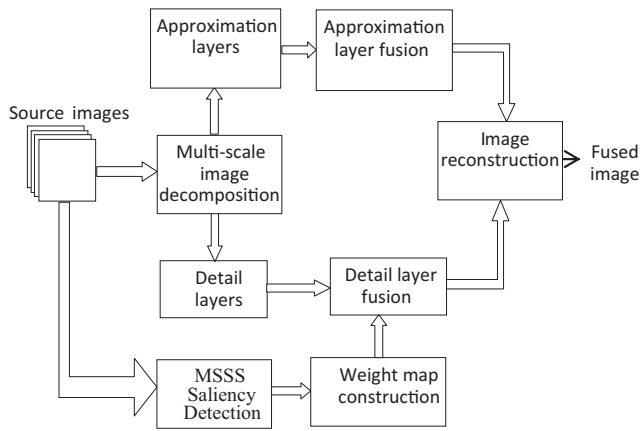 Approximation
layers
Approximation
layer fusion
Source images
Multi-scale
image
decomposition
Image
reconstruction
Fused
image
Detail
layers
Detail layer
fusion
MSSS
Saliency
Detection
Weight map
construction